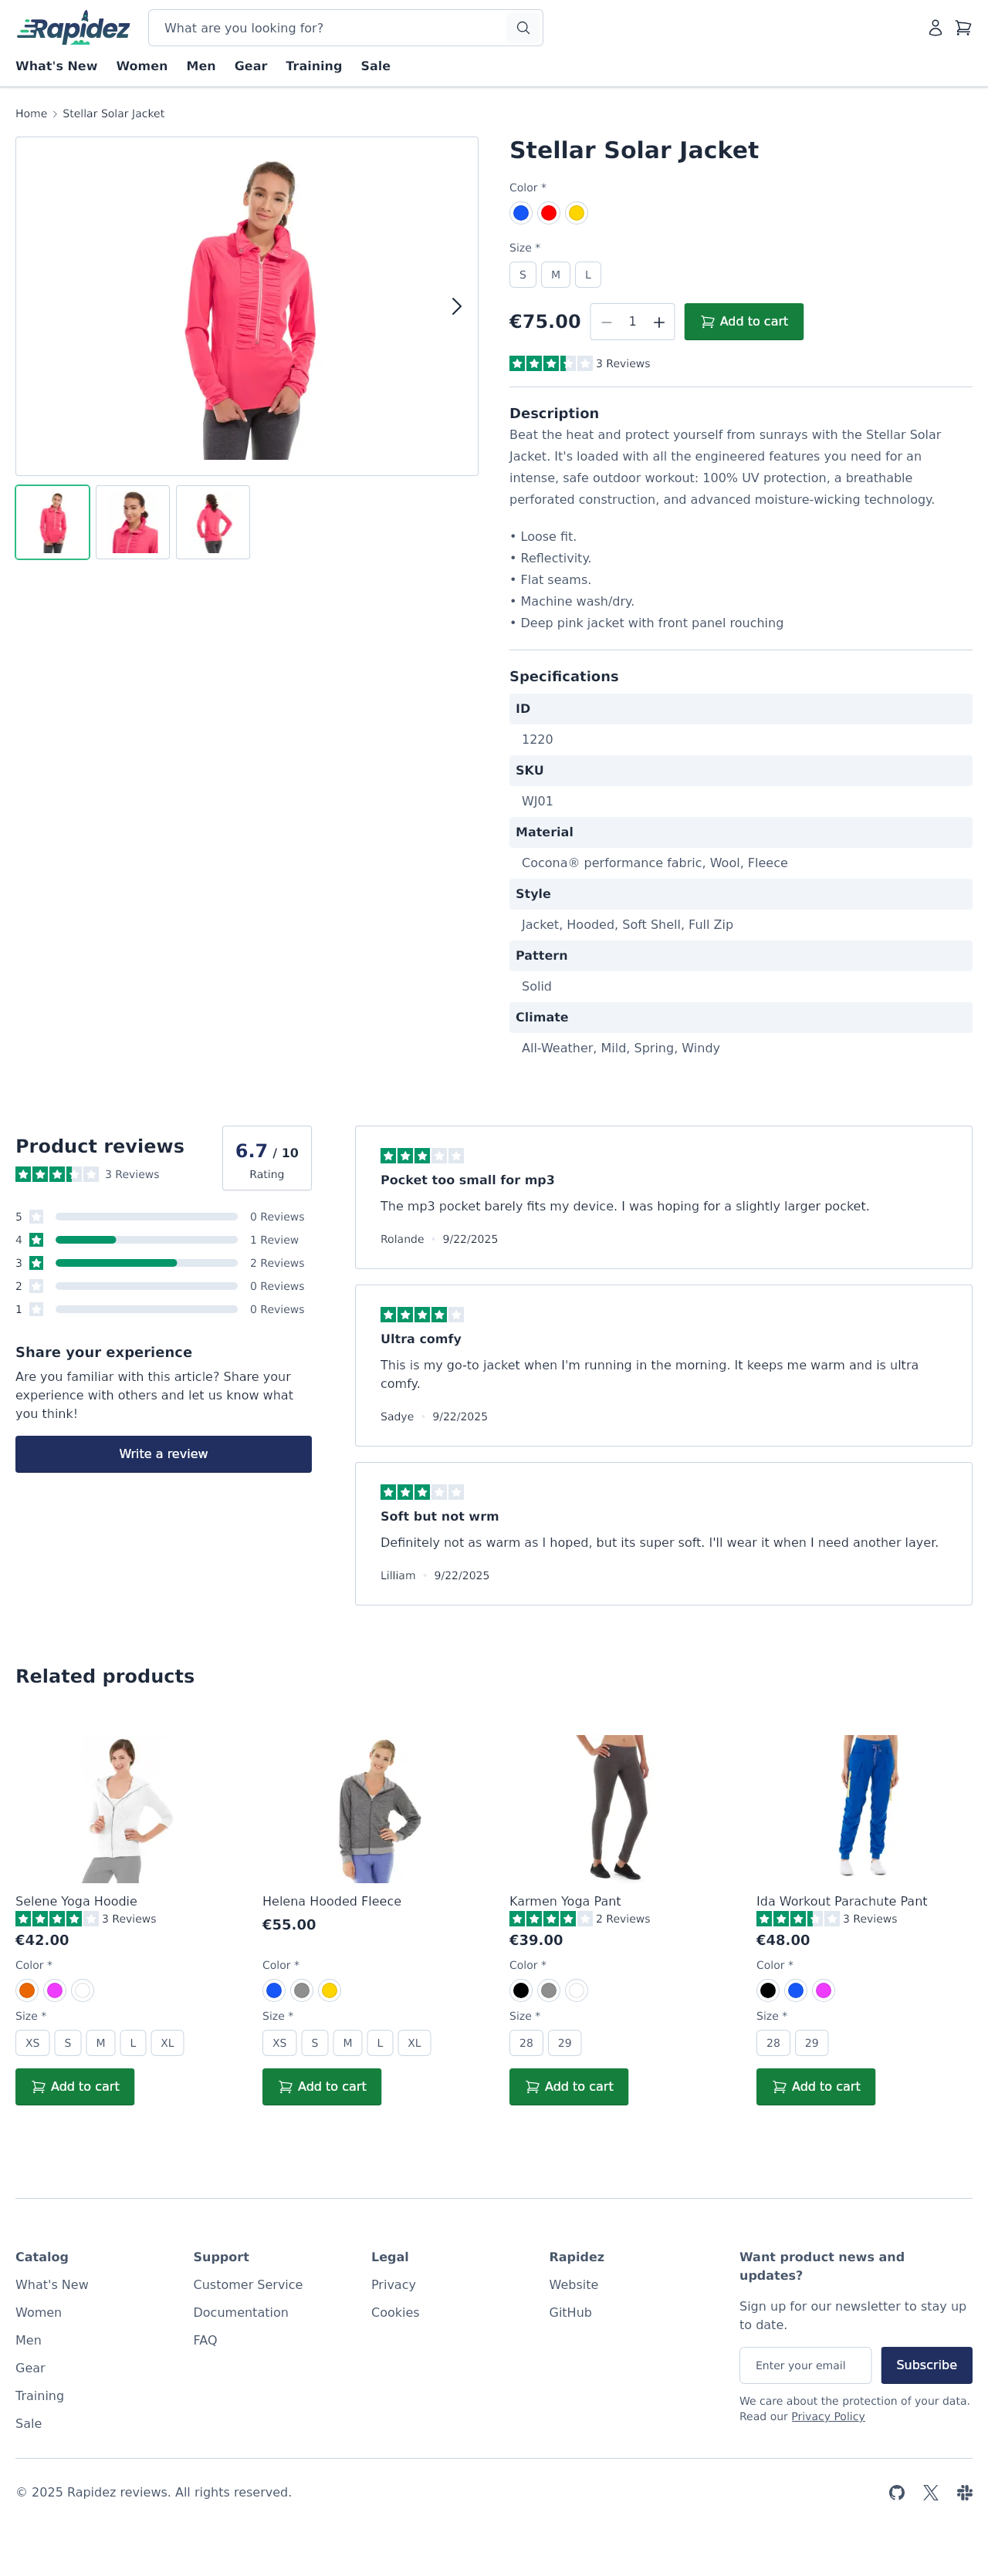 Rapidez
What are you looking for?
What's New Women Men Gear Training Sale
Home Stellar Solar Jacket
Stellar Solar Jacket
Color *
Size *
S M L
€75.00 1 Add to cart
3 Reviews
Description
Beat the heat and protect yourself from sunrays with the Stellar Solar
Jacket. It's loaded with all the engineered features you need for an
intense, safe outdoor workout: 100% UV protection, a breathable
perforated construction, and advanced moisture-wicking technology.
• Loose fit.
• Reflectivity.
• Flat seams.
• Machine wash/dry.
• Deep pink jacket with front panel rouching
Specifications
ID
1220
SKU
WJ01
Material
Cocona® performance fabric, Wool, Fleece
Style
Jacket, Hooded, Soft Shell, Full Zip
Pattern
Solid
Climate
All-Weather, Mild, Spring, Windy
Product reviews
3 Reviews
6.7 / 10
Rating
5 0 Reviews
4 1 Review
3 2 Reviews
2 0 Reviews
1 0 Reviews
Share your experience
Are you familiar with this article? Share your
experience with others and let us know what
you think!
Write a review
Pocket too small for mp3
The mp3 pocket barely fits my device. I was hoping for a slightly larger pocket.
Rolande 9/22/2025
Ultra comfy
This is my go-to jacket when I'm running in the morning. It keeps me warm and is ultra
comfy.
Sadye 9/22/2025
Soft but not wrm
Definitely not as warm as I hoped, but its super soft. I'll wear it when I need another layer.
Lilliam 9/22/2025
Related products
Selene Yoga Hoodie
3 Reviews
€42.00
Color *
Size *
XS S M L XL
Add to cart
Helena Hooded Fleece
€55.00
Color *
Size *
XS S M L XL
Add to cart
Karmen Yoga Pant
2 Reviews
€39.00
Color *
Size *
28 29
Add to cart
Ida Workout Parachute Pant
3 Reviews
€48.00
Color *
Size *
28 29
Add to cart
Catalog
What's New
Women
Men
Gear
Training
Sale
Support
Customer Service
Documentation
FAQ
Legal
Privacy
Cookies
Rapidez
Website
GitHub
Want product news and
updates?
Sign up for our newsletter to stay up
to date.
Enter your email Subscribe
We care about the protection of your data.
Read our Privacy Policy
© 2025 Rapidez reviews. All rights reserved.